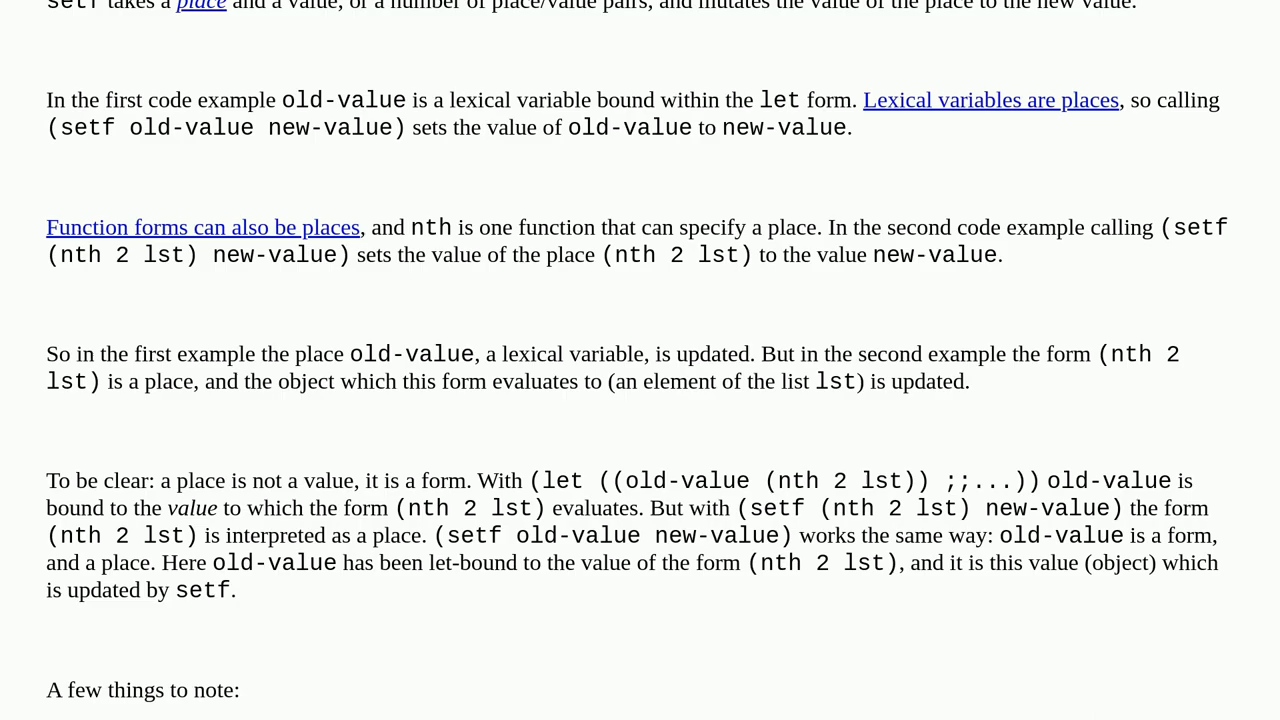 setf takes a place and a value, or a number of place/value pairs, and mutates the value of the place to the new value.
In the first code example old-value is a lexical variable bound within the let form. Lexical variables are places, so calling
(setf old-value new-value) sets the value of old-value to new-value.
Function forms can also be places, and nth is one function that can specify a place. In the second code example calling (setf
(nth 2 lst) new-value) sets the value of the place (nth 2 lst) to the value new-value.
So in the first example the place old-value, a lexical variable, is updated. But in the second example the form (nth 2
lst) is a place, and the object which this form evaluates to (an element of the list lst) is updated.
To be clear: a place is not a value, it is a form. With (let ((old-value (nth 2 lst)) ;;...)) old-value is
bound to the value to which the form (nth 2 lst) evaluates. But with (setf (nth 2 lst) new-value) the form
(nth 2 lst) is interpreted as a place. (setf old-value new-value) works the same way: old-value is a form,
and a place. Here old-value has been let-bound to the value of the form (nth 2 lst), and it is this value (object) which
is updated by setf.
A few things to note: